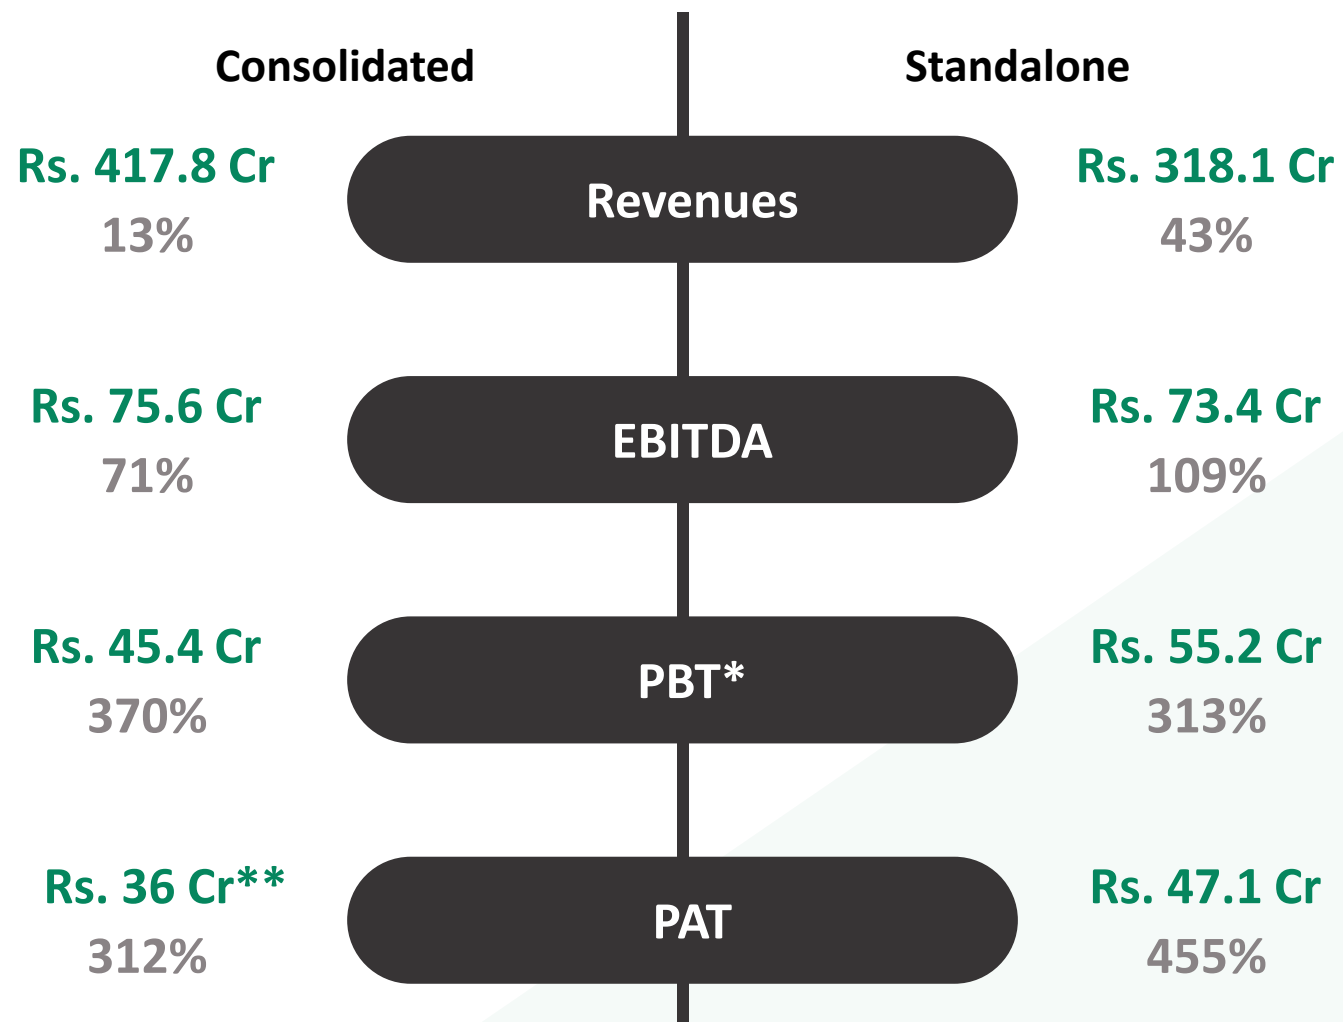 Consolidated
Standalone
Rs. 417.8 Cr
13%
Revenues
Rs. 318.1 Cr
43%
Rs. 75.6 Cr
71%
EBITDA
Rs. 73.4 Cr
109%
Rs. 45.4 Cr
370%
PBT*
Rs. 55.2 Cr
313%
Rs. 36 Cr**
312%
PAT
Rs. 47.1 Cr
455%